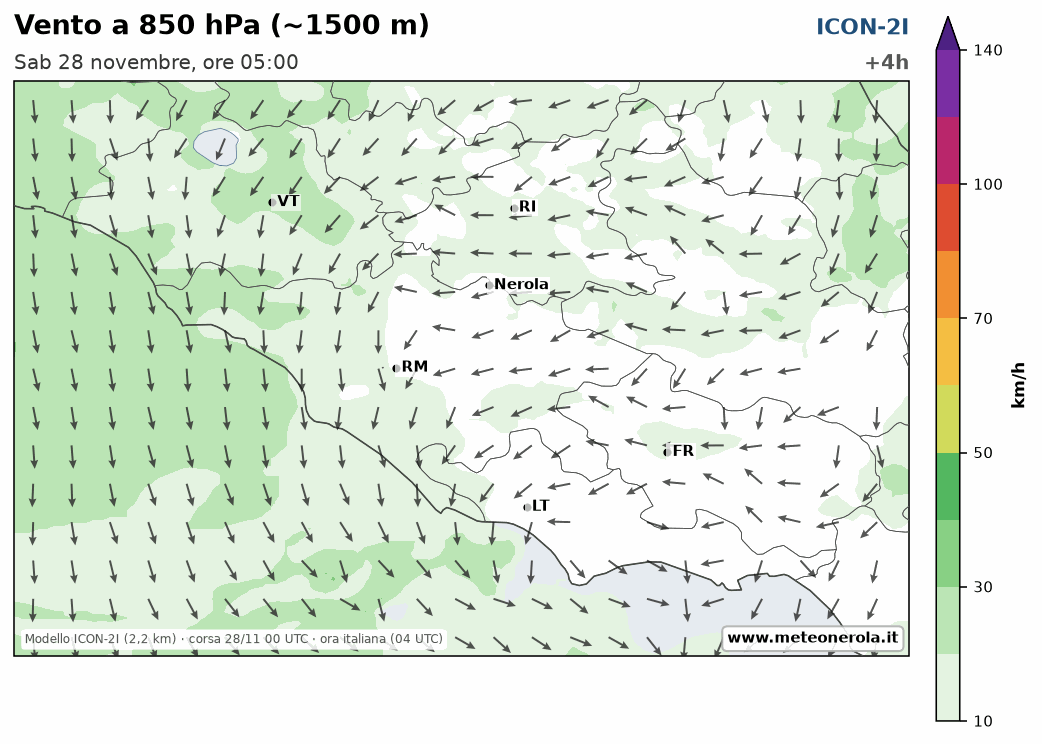 Vento a 850 hPa (~1500 m)
ICON-2I
Sab 28 novembre, ore 05:00
+4h
140
100
70
50
30
10
km/h
VT
RI
Nerola
RM
FR
LT
Modello ICON-2I (2,2 km) · corsa 28/11 00 UTC · ora italiana (04 UTC)
www.meteonerola.it